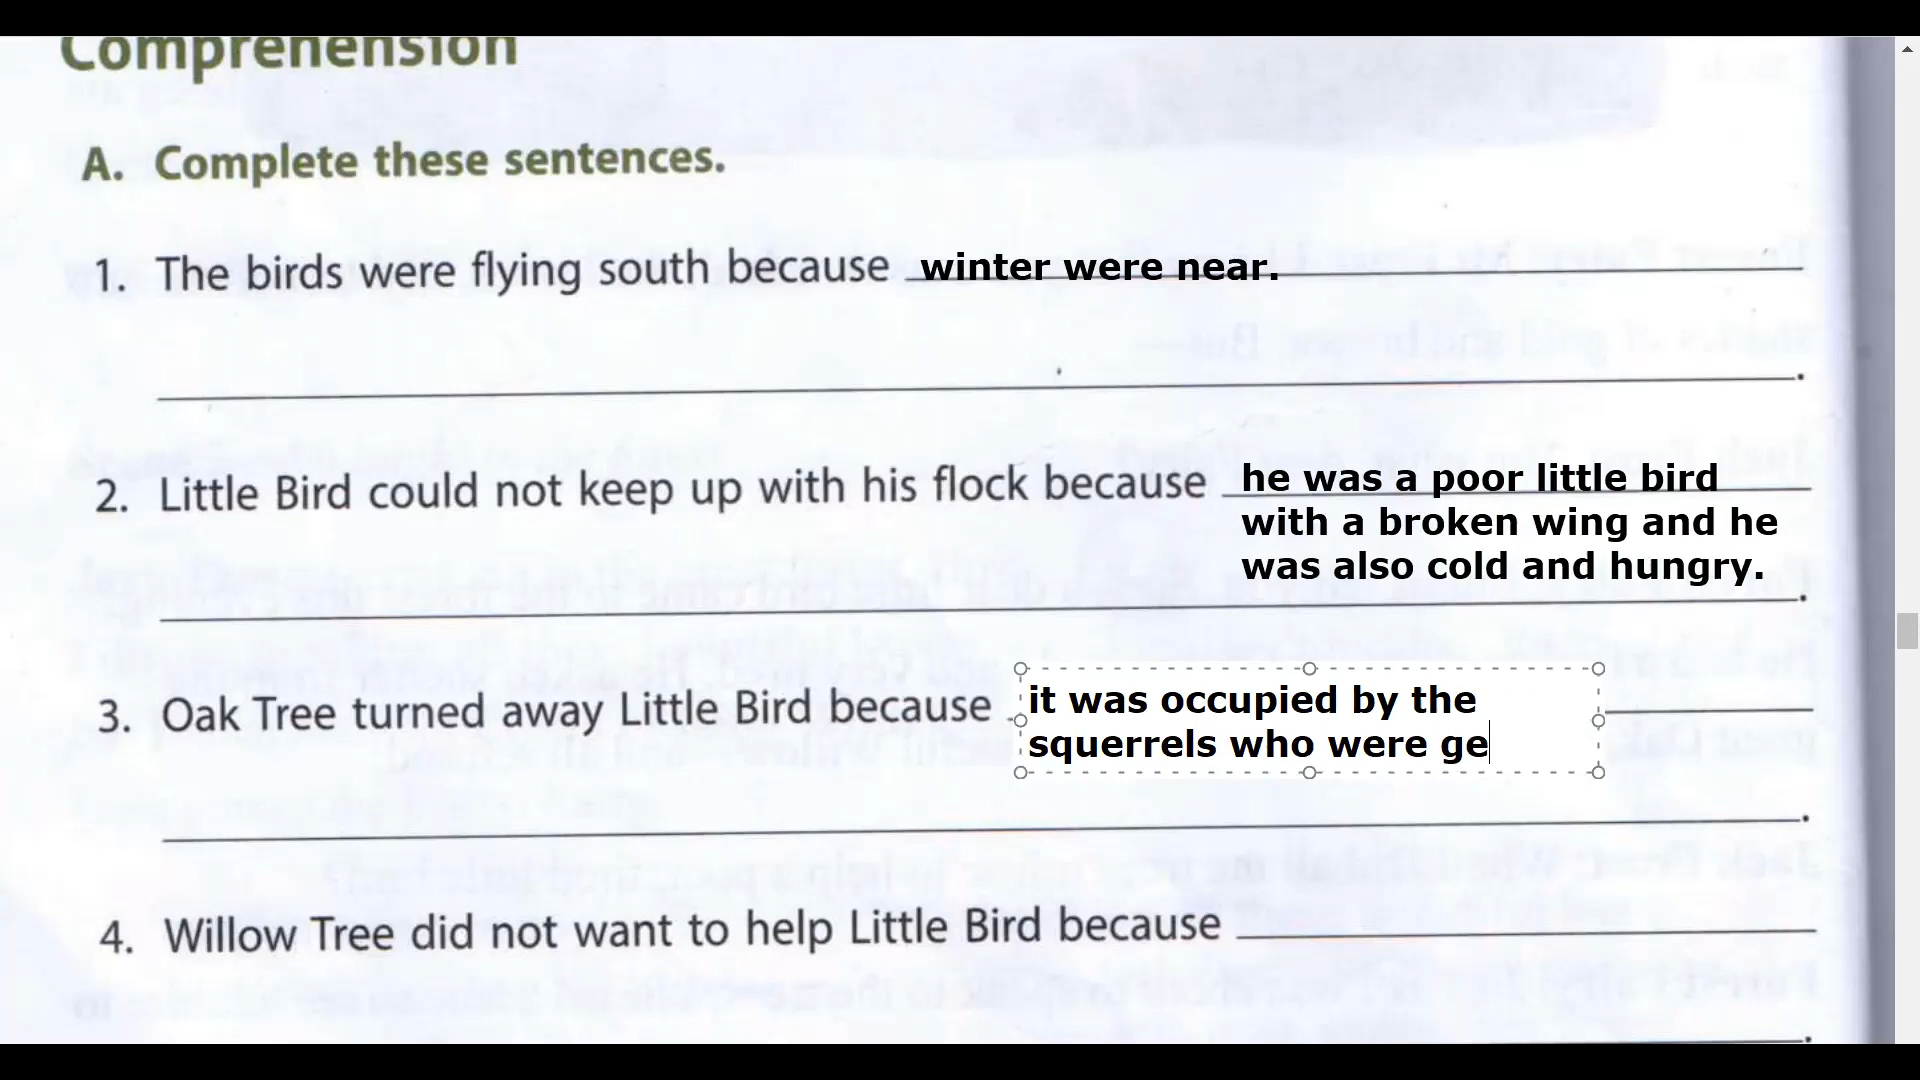 Comprehension
A. Complete these sentences.
1. The birds were flying south because winter were near.
.
2. Little Bird could not keep up with his flock because he was a poor little bird
with a broken wing and he
was also cold and hungry.
.
3. Oak Tree turned away Little Bird because it was occupied by the
squerrels who were ge
.
4. Willow Tree did not want to help Little Bird because
.